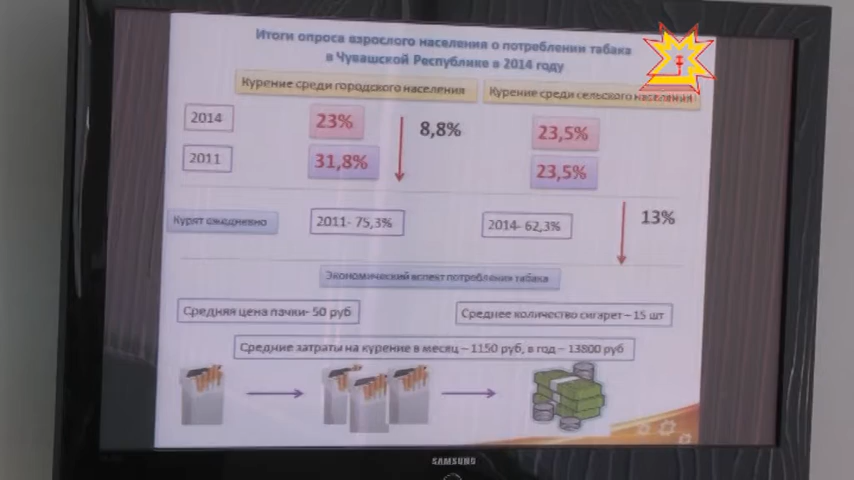 Итоги опроса взрослого населения о потреблении табака
в Чувашской Республике в 2014 году
Курение среди городского населения
Курение среди сельского населения
2014
23%
8,8%
23,5%
2011
31,8%
23,5%
Курят ежедневно
2011- 75,3%
2014- 62,3%
13%
Экономический аспект потребления табака
Средняя цена пачки- 50 руб
Среднее количество сигарет – 15 шт
Средние затраты на курение в месяц – 1150 руб, в год – 13800 руб
SAMSUNG